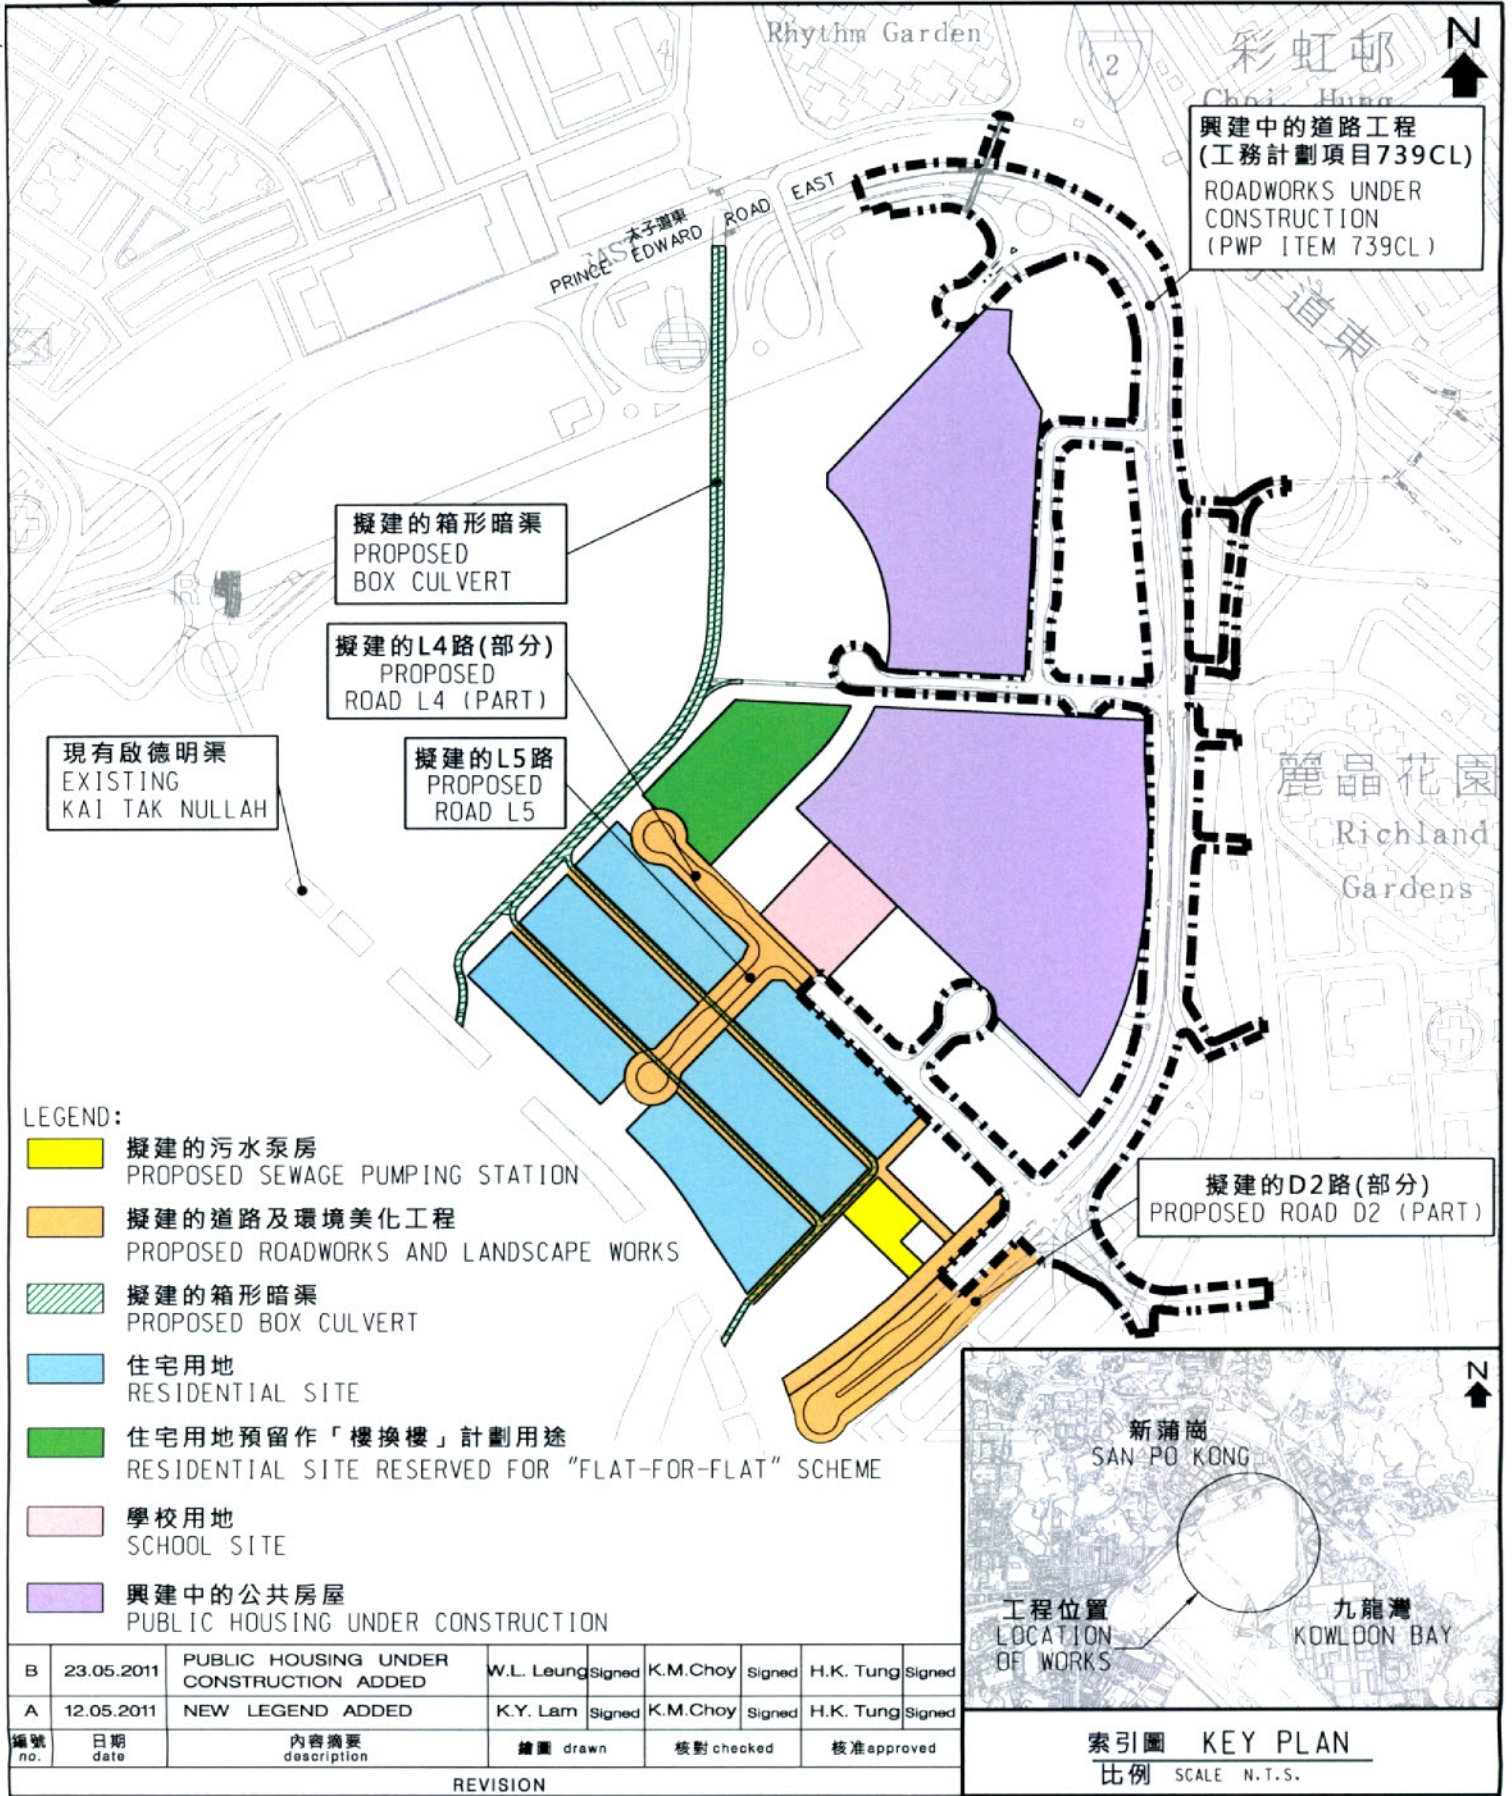 Rhythm Garden
2
彩虹邨
Choi Hung
N
興建中的道路工程
(工務計劃項目739CL)
ROADWORKS UNDER
CONSTRUCTION
(PWP ITEM 739CL)
太子道東
PRINCE EDWARD ROAD EAST
道東
擬建的箱形暗渠
PROPOSED
BOX CULVERT
擬建的L4路(部分)
PROPOSED
ROAD L4 (PART)
現有啟德明渠
EXISTING
KAI TAK NULLAH
擬建的L5路
PROPOSED
ROAD L5
麗晶花園
Richland
Gardens
LEGEND:
擬建的污水泵房
PROPOSED SEWAGE PUMPING STATION
擬建的道路及環境美化工程
PROPOSED ROADWORKS AND LANDSCAPE WORKS
擬建的箱形暗渠
PROPOSED BOX CULVERT
住宅用地
RESIDENTIAL SITE
住宅用地預留作「樓換樓」計劃用途
RESIDENTIAL SITE RESERVED FOR "FLAT-FOR-FLAT" SCHEME
學校用地
SCHOOL SITE
興建中的公共房屋
PUBLIC HOUSING UNDER CONSTRUCTION
擬建的D2路(部分)
PROPOSED ROAD D2 (PART)
N
新蒲崗
SAN PO KONG
工程位置
LOCATION
OF WORKS
九龍灣
KOWLOON BAY
索引圖 KEY PLAN
比例 SCALE N.T.S.
B 23.05.2011 PUBLIC HOUSING UNDER CONSTRUCTION ADDED W.L. Leung Signed K.M.Choy Signed H.K. Tung Signed
A 12.05.2011 NEW LEGEND ADDED K.Y. Lam Signed K.M.Choy Signed H.K. Tung Signed
編號 日期 內容摘要 繪圖 drawn 核對 checked 核准 approved
no. date description
REVISION